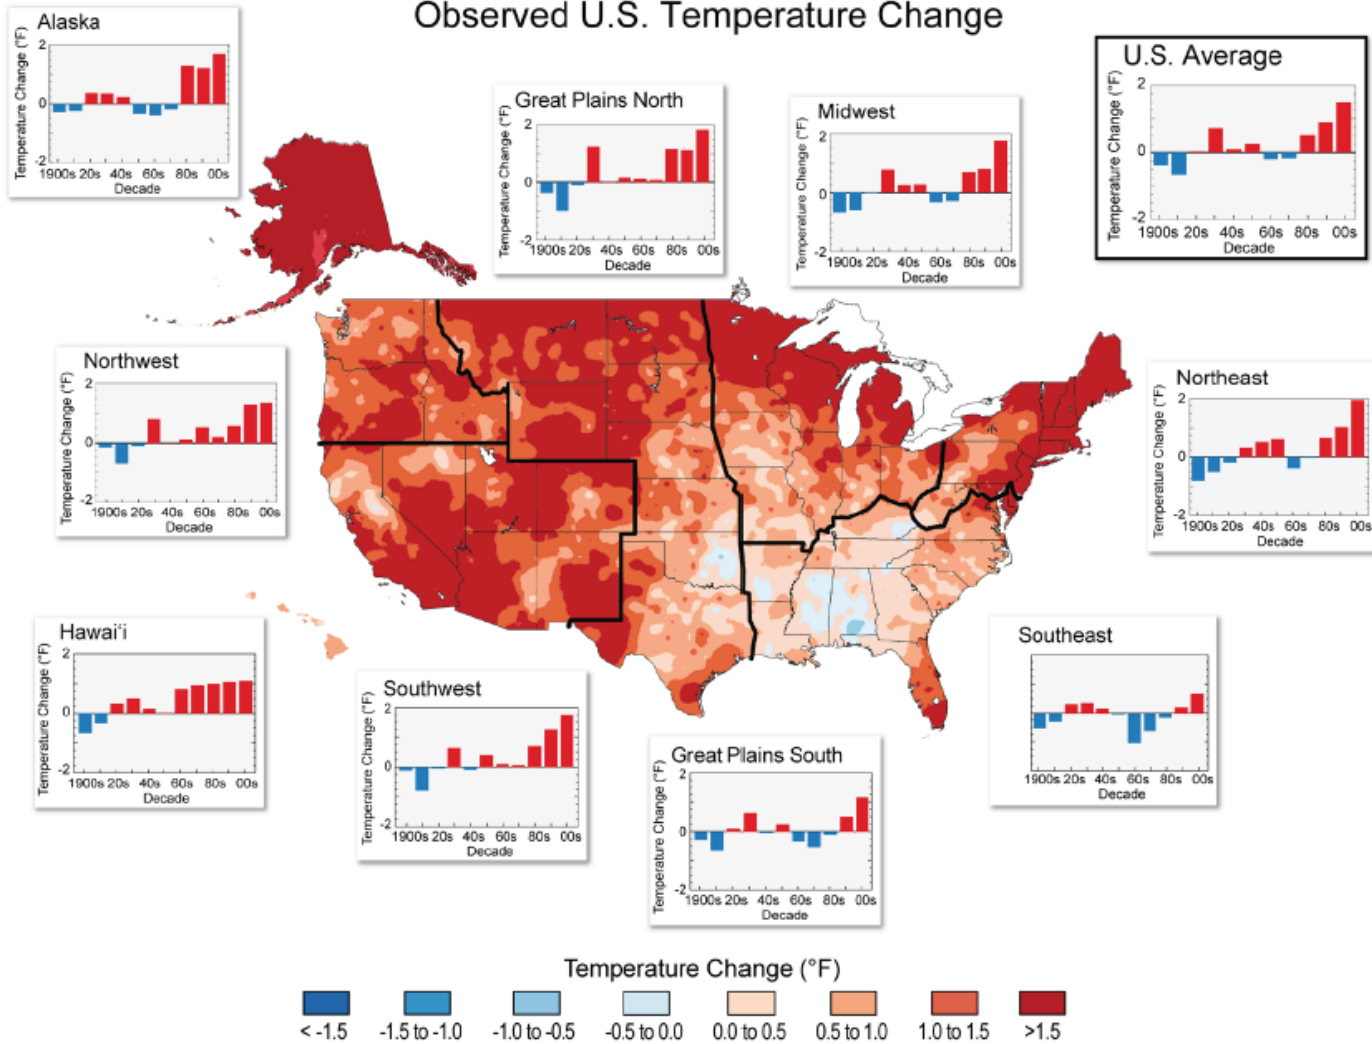 Observed U.S. Temperature Change
Alaska
Temperature Change (°F)
2
0
-2
1900s 20s 40s 60s 80s 00s
Decade
Great Plains North
Temperature Change (°F)
2
0
-2
1900s 20s 40s 60s 80s 00s
Decade
Midwest
Temperature Change (°F)
2
0
-2
1900s 20s 40s 60s 80s 00s
Decade
U.S. Average
Temperature Change (°F)
2
0
-2
1900s 20s 40s 60s 80s 00s
Decade
Northwest
Temperature Change (°F)
2
0
-2
1900s 20s 40s 60s 80s 00s
Decade
Northeast
Temperature Change (°F)
2
0
-2
1900s 20s 40s 60s 80s 00s
Decade
Hawai‘i
Temperature Change (°F)
2
0
-2
1900s 20s 40s 60s 80s 00s
Decade
Southwest
Temperature Change (°F)
2
0
-2
1900s 20s 40s 60s 80s 00s
Decade
Great Plains South
Temperature Change (°F)
2
0
-2
1900s 20s 40s 60s 80s 00s
Decade
Southeast
1900s 20s 40s 60s 80s 00s
Decade
Temperature Change (°F)
< -1.5 -1.5 to -1.0 -1.0 to -0.5 -0.5 to 0.0 0.0 to 0.5 0.5 to 1.0 1.0 to 1.5 >1.5